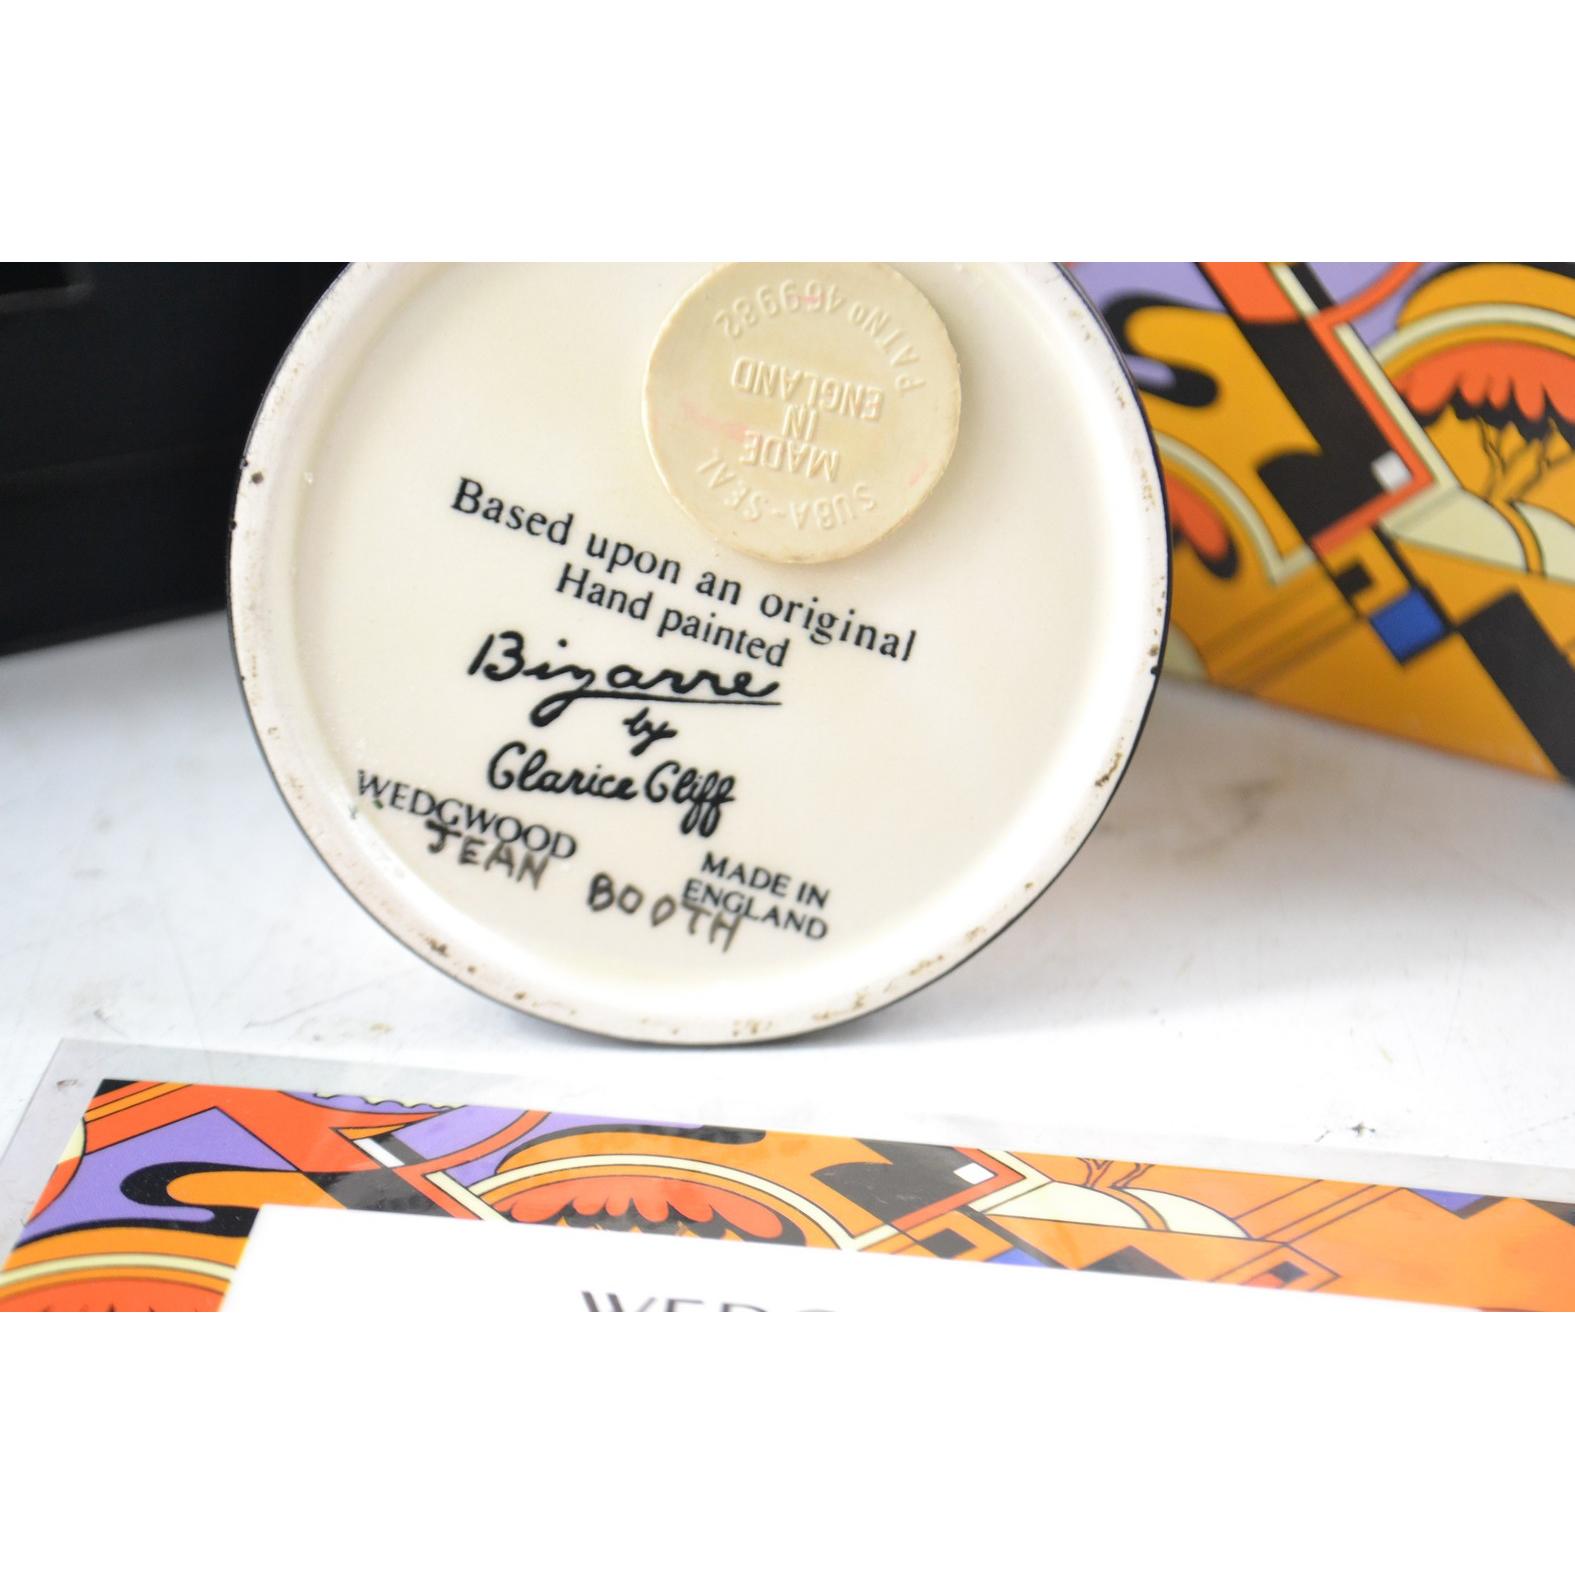 PAT No 469982
MADE
IN
ENGLAND
SUBA-SEAL
Based upon an original
Hand painted
Bizarre
by
Clarice Cliff
WEDGWOOD
MADE IN
ENGLAND
JEAN BOOTH